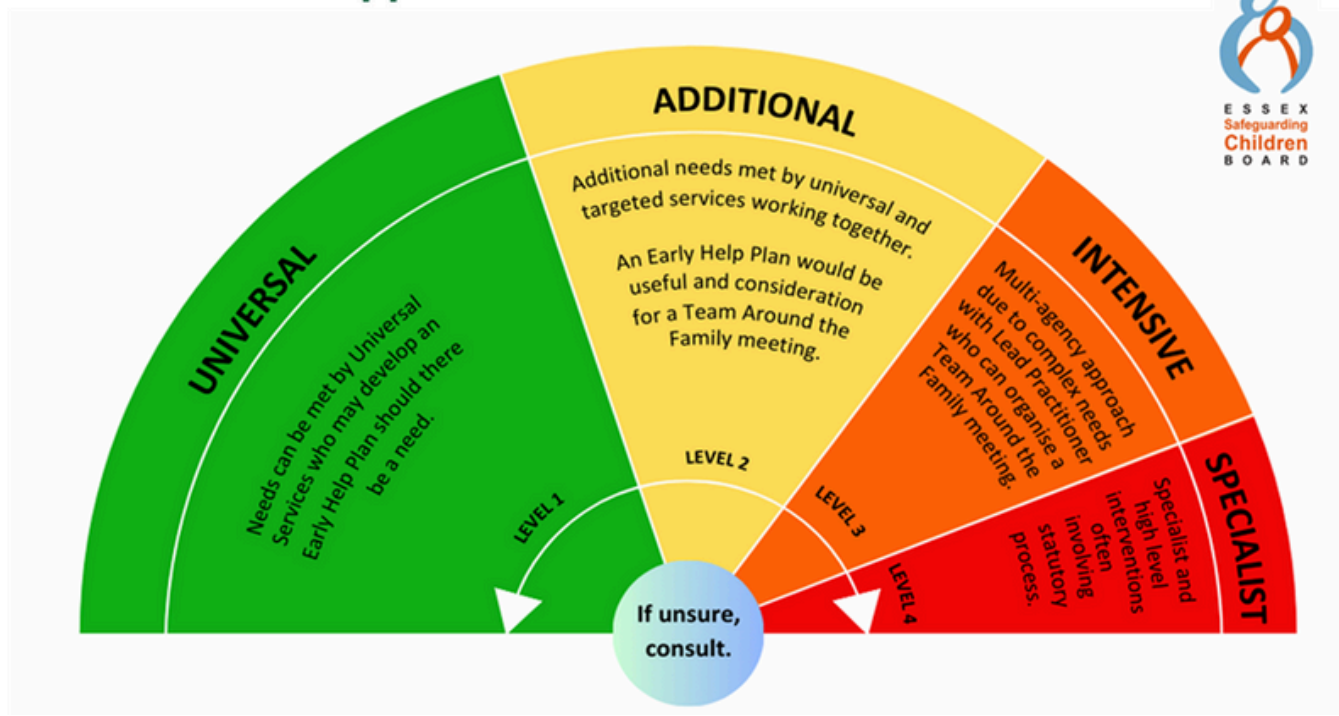 ESSEX
Safeguarding
Children
BOARD
UNIVERSAL
Needs can be met by Universal
Services who may develop an
Early Help Plan should there
be a need.
LEVEL 1
ADDITIONAL
Additional needs met by universal and
targeted services working together.
An Early Help Plan would be
useful and consideration
for a Team Around the
Family meeting.
LEVEL 2
INTENSIVE
Multi-agency approach
due to complex needs
with Lead Practitioner
who can organise a
Team Around the
Family meeting.
LEVEL 3
SPECIALIST
Specialist and
high level
interventions
often
involving
statutory
process.
LEVEL 4
If unsure,
consult.